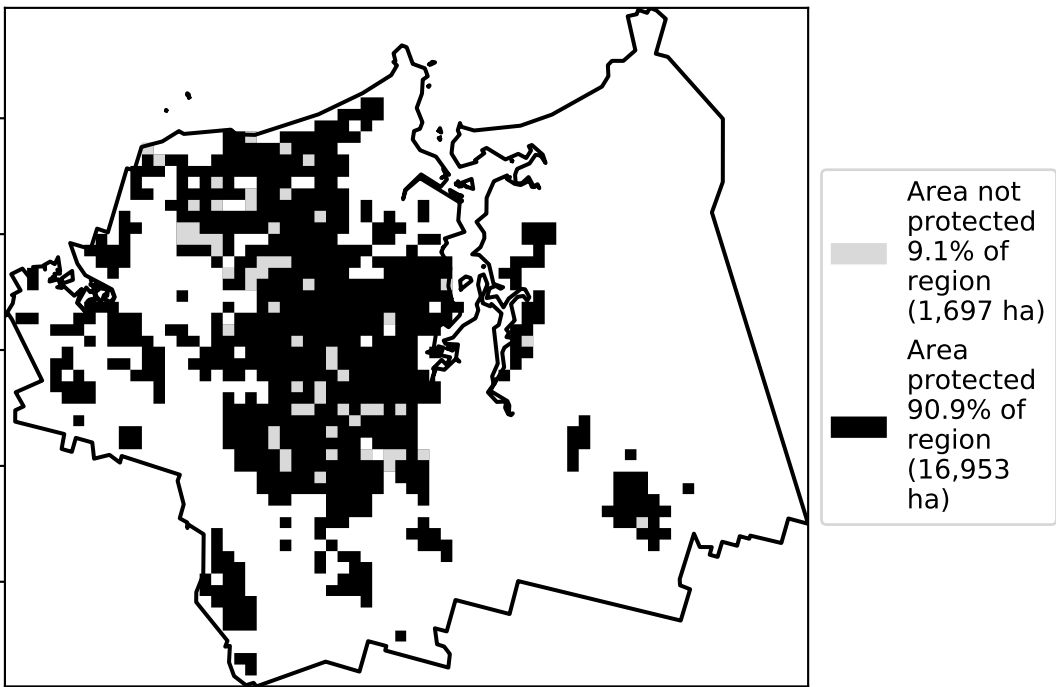 Area not
protected
9.1% of
region
(1,697 ha)
Area
protected
90.9% of
region
(16,953
ha)